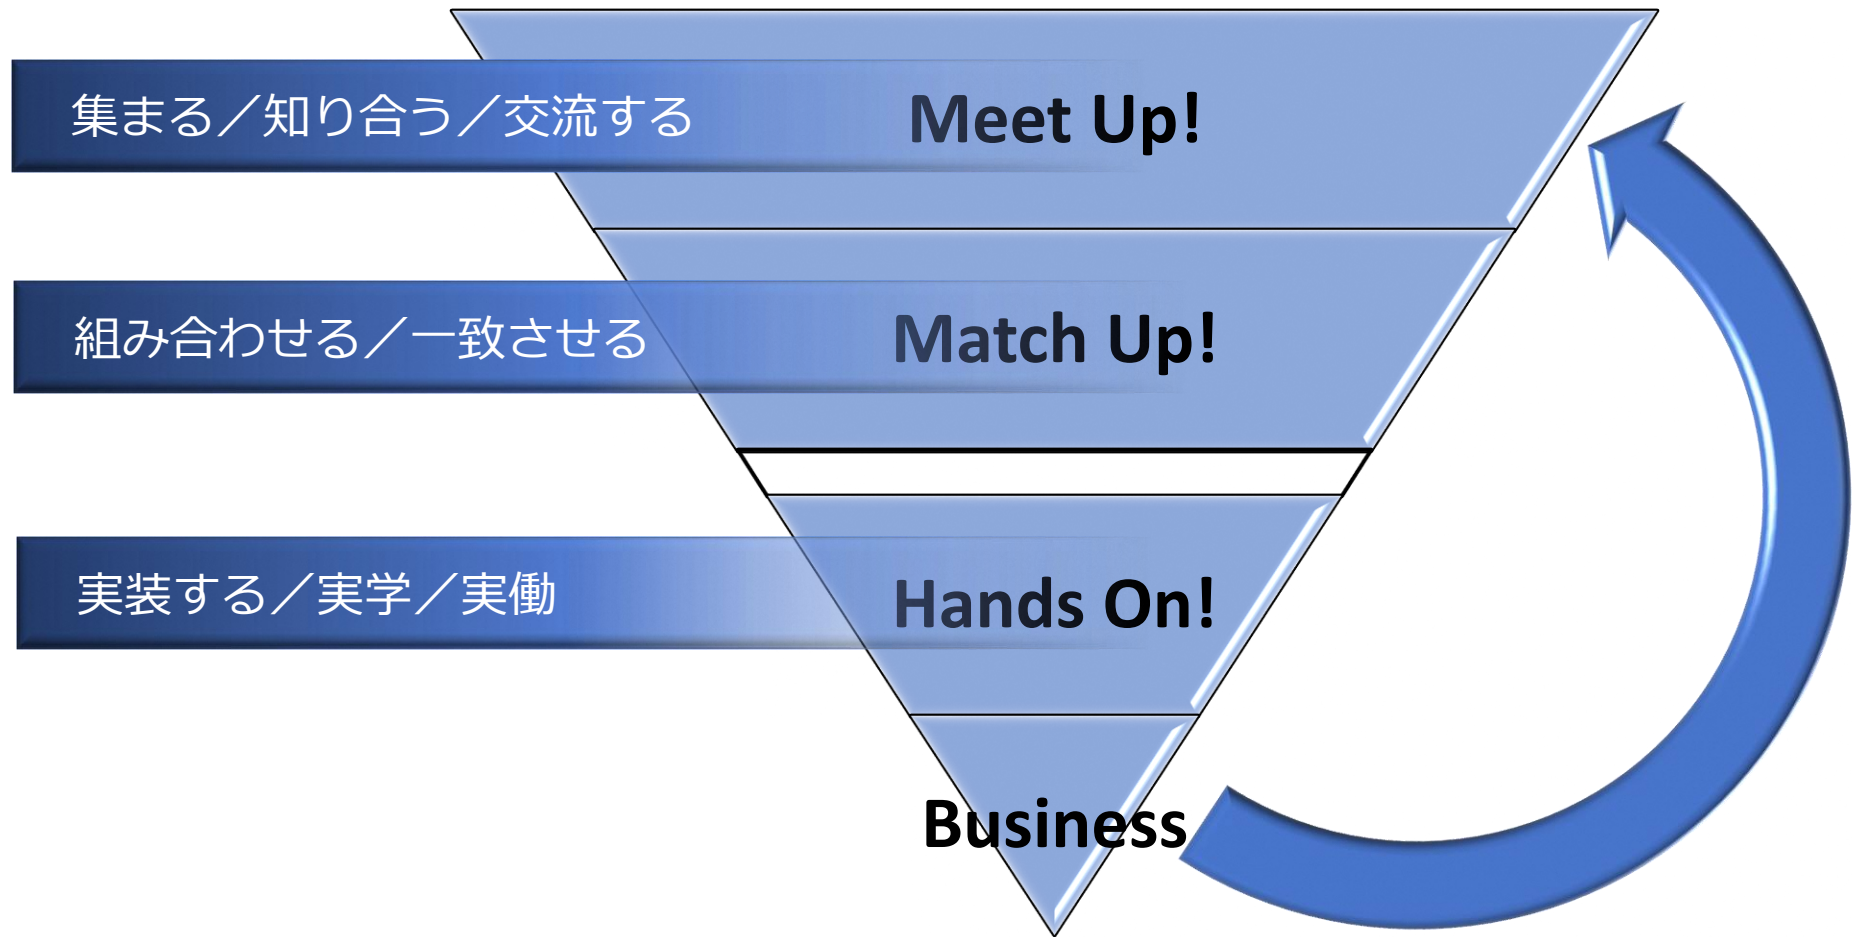 集まる／知り合う／交流する
Meet Up!
組み合わせる／一致させる
Match Up!
実装する／実学／実働
Hands On!
Business